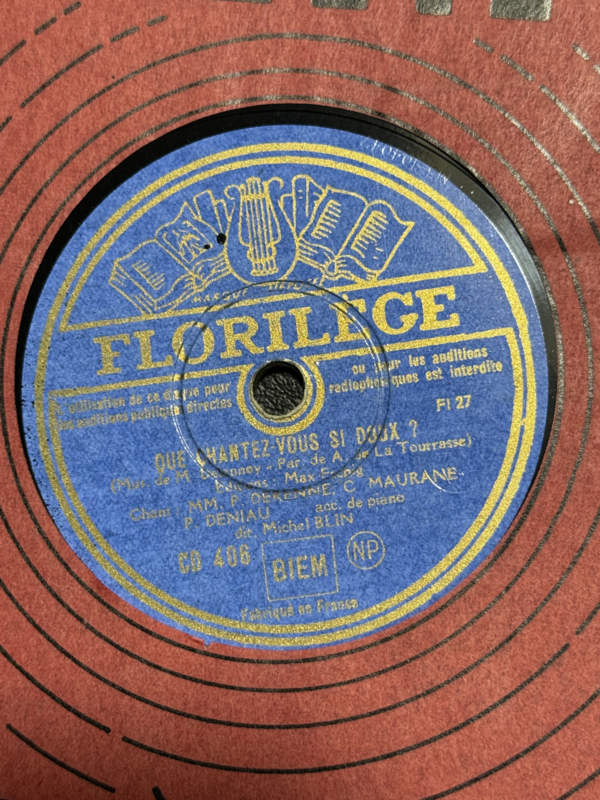 FLORILEGE
utilisation de ce disque pour
les auditions publiques directes
ou pour les auditions
radiophoniques est interdite
FI 27
QUE CHANTEZ-VOUS SI DOUX ?
(Mus. de M. - Par. de A. de La Tourrasse)
Max
Chant : MM. P. DERENNE, C. MAURANE,
P. DENIAU acc. de piano
dir. Michel BLIN
CD 406
BIEM
NP
Fabriqué en France